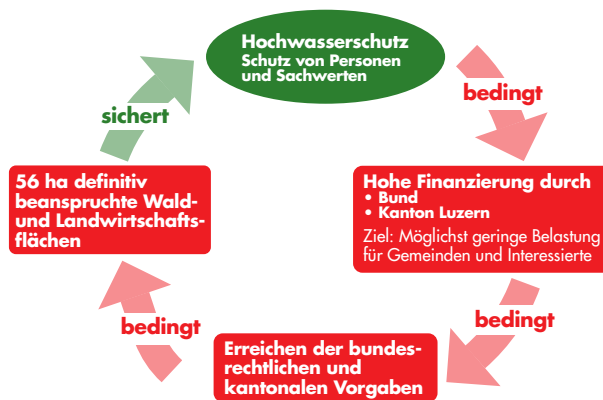 Hochwasserschutz
Schutz von Personen
und Sachwerten
bedingt
Hohe Finanzierung durch
• Bund
• Kanton Luzern
Ziel: Möglichst geringe Belastung
für Gemeinden und Interessierte
bedingt
Erreichen der bundes-
rechtlichen und
kantonalen Vorgaben
bedingt
56 ha definitiv
beanspruchte Wald-
und Landwirtschafts-
flächen
sichert